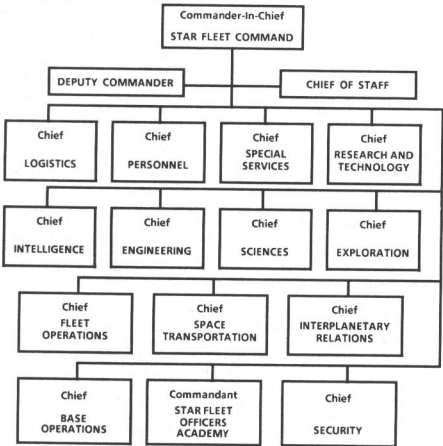 Commander-In-Chief
STAR FLEET COMMAND
DEPUTY COMMANDER
CHIEF OF STAFF
Chief
LOGISTICS
Chief
PERSONNEL
Chief
SPECIAL
SERVICES
Chief
RESEARCH AND
TECHNOLOGY
Chief
INTELLIGENCE
Chief
ENGINEERING
Chief
SCIENCES
Chief
EXPLORATION
Chief
FLEET
OPERATIONS
Chief
SPACE
TRANSPORTATION
Chief
INTERPLANETARY
RELATIONS
Chief
BASE
OPERATIONS
Commandant
STAR FLEET
OFFICERS
ACADEMY
Chief
SECURITY